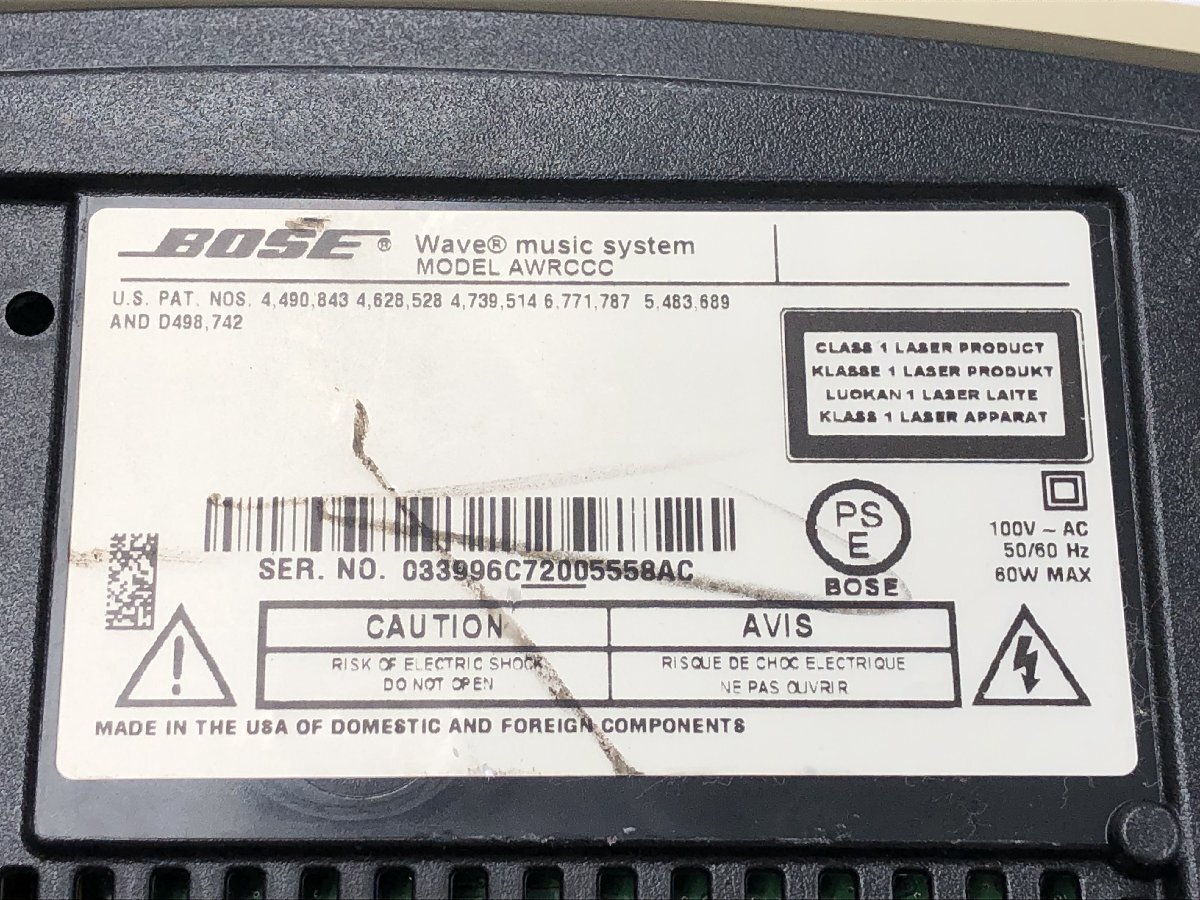 BOSE® Wave® music system
MODEL AWRCCC
U.S. PAT. NOS. 4,490,843 4,628,528 4,739,514 6,771,787 5,483,689
AND D498,742
CLASS 1 LASER PRODUCT
KLASSE 1 LASER PRODUKT
LUOKAN 1 LASER LAITE
KLASS 1 LASER APPARAT
PS
E
BOSE
100V ~ AC
50/60 Hz
60W MAX
SER. NO. 033996C72005558AC
CAUTION
RISK OF ELECTRIC SHOCK
DO NOT OPEN
AVIS
RISQUE DE CHOC ELECTRIQUE
NE PAS OUVRIR
MADE IN THE USA OF DOMESTIC AND FOREIGN COMPONENTS